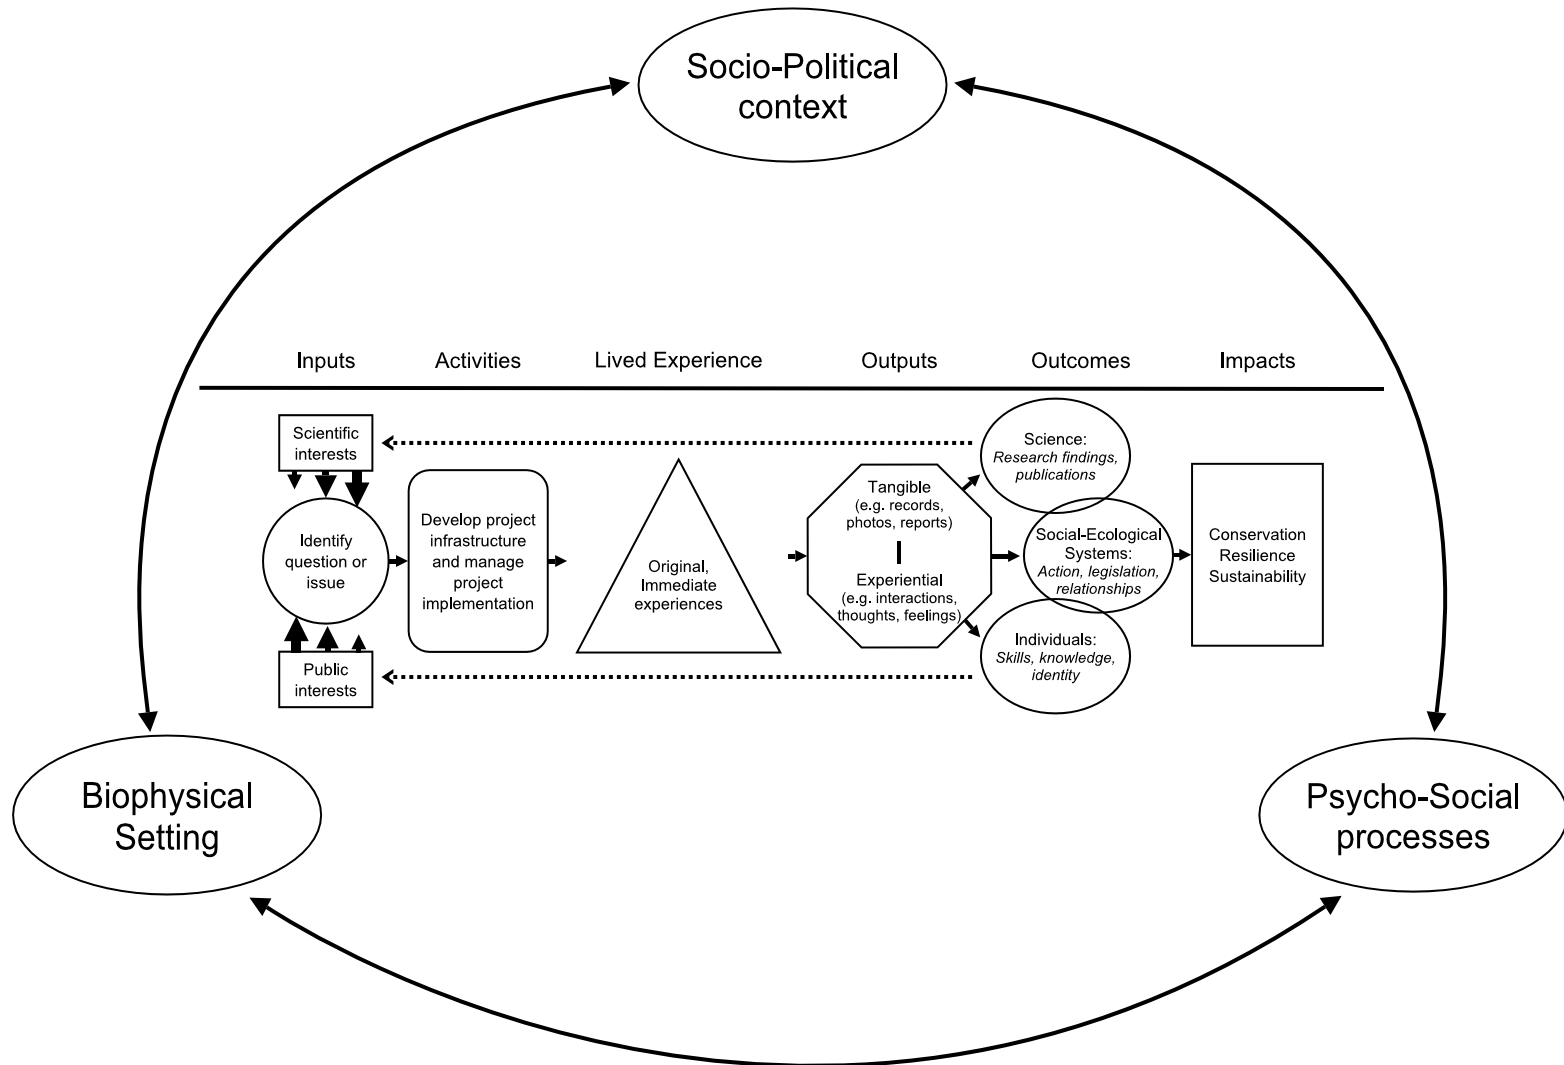 Socio-Political
context
Inputs
Activities
Lived Experience
Outputs
Outcomes
Impacts
Scientific
interests
Identify
question or
issue
Public
interests
Develop project
infrastructure
and manage
project
implementation
Original,
Immediate
experiences
Tangible
(e.g. records,
photos, reports)
Experiential
(e.g. interactions,
thoughts, feelings)
Science:
Research findings,
publications
Social-Ecological
Systems:
Action, legislation,
relationships
Individuals:
Skills, knowledge,
identity
Conservation
Resilience
Sustainability
Biophysical
Setting
Psycho-Social
processes